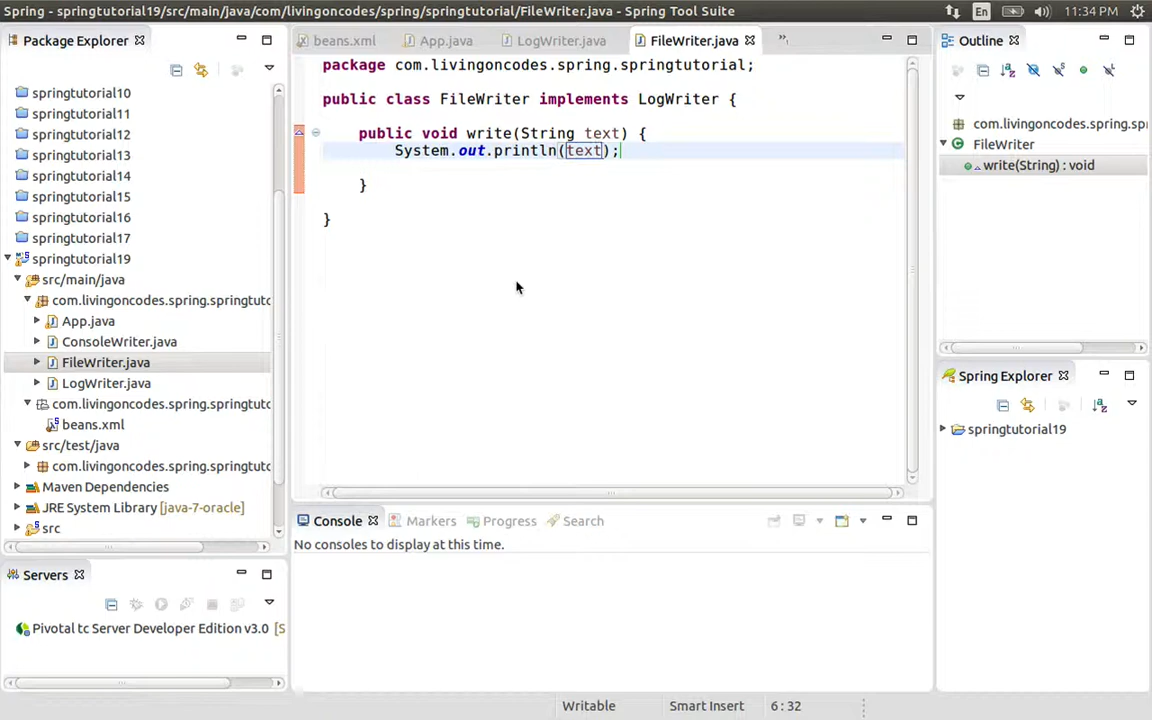 Spring - springtutorial19/src/main/java/com/livingoncodes/spring/springtutorial/FileWriter.java - Spring Tool Suite
En
11:34 PM
Package Explorer
springtutorial10
springtutorial11
springtutorial12
springtutorial13
springtutorial14
springtutorial15
springtutorial16
springtutorial17
springtutorial19
src/main/java
com.livingoncodes.spring.springtuto
App.java
ConsoleWriter.java
FileWriter.java
LogWriter.java
com.livingoncodes.spring.springtuto
beans.xml
src/test/java
com.livingoncodes.spring.springtuto
Maven Dependencies
JRE System Library [java-7-oracle]
src
Servers
Pivotal tc Server Developer Edition v3.0 [S
beans.xml
App.java
LogWriter.java
FileWriter.java
package com.livingoncodes.spring.springtutorial;
public class FileWriter implements LogWriter {
public void write(String text) {
System.out.println(text);
}
}
Console
Markers
Progress
Search
No consoles to display at this time.
Outline
com.livingoncodes.spring.spr
FileWriter
write(String) : void
Spring Explorer
springtutorial19
Writable
Smart Insert
6 : 32